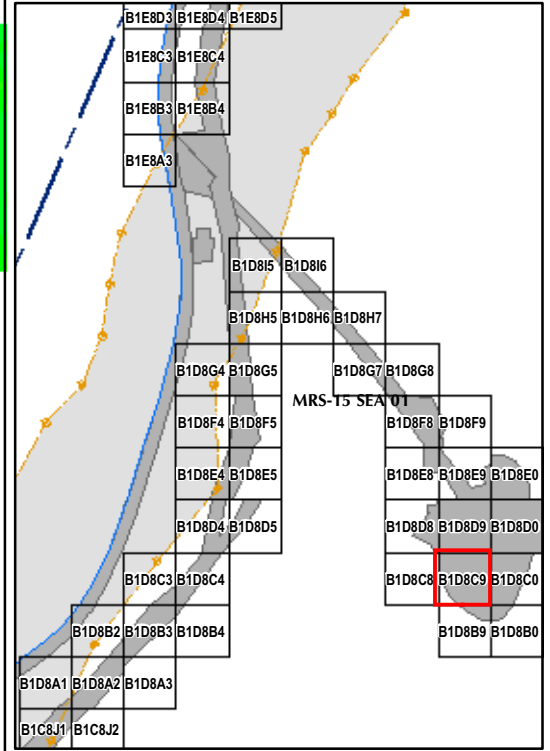 B1E8D3 B1E8D4 B1E8D5
B1E8C3 B1E8C4
B1E8B3 B1E8B4
B1E8A3
B1D8I5 B1D8I6
B1D8H5 B1D8H6 B1D8H7
B1D8G4 B1D8G5 B1D8G7 B1D8G8
MRS-15 SEA 01
B1D8F4 B1D8F5 B1D8F8 B1D8F9
B1D8E4 B1D8E5 B1D8E8 B1D8E9 B1D8E0
B1D8D4 B1D8D5 B1D8D8 B1D8D9 B1D8D0
B1D8C3 B1D8C4 B1D8C8 B1D8C9 B1D8C0
B1D8B2 B1D8B3 B1D8B4 B1D8B9 B1D8B0
B1D8A1 B1D8A2 B1D8A3
B1C8J1 B1C8J2